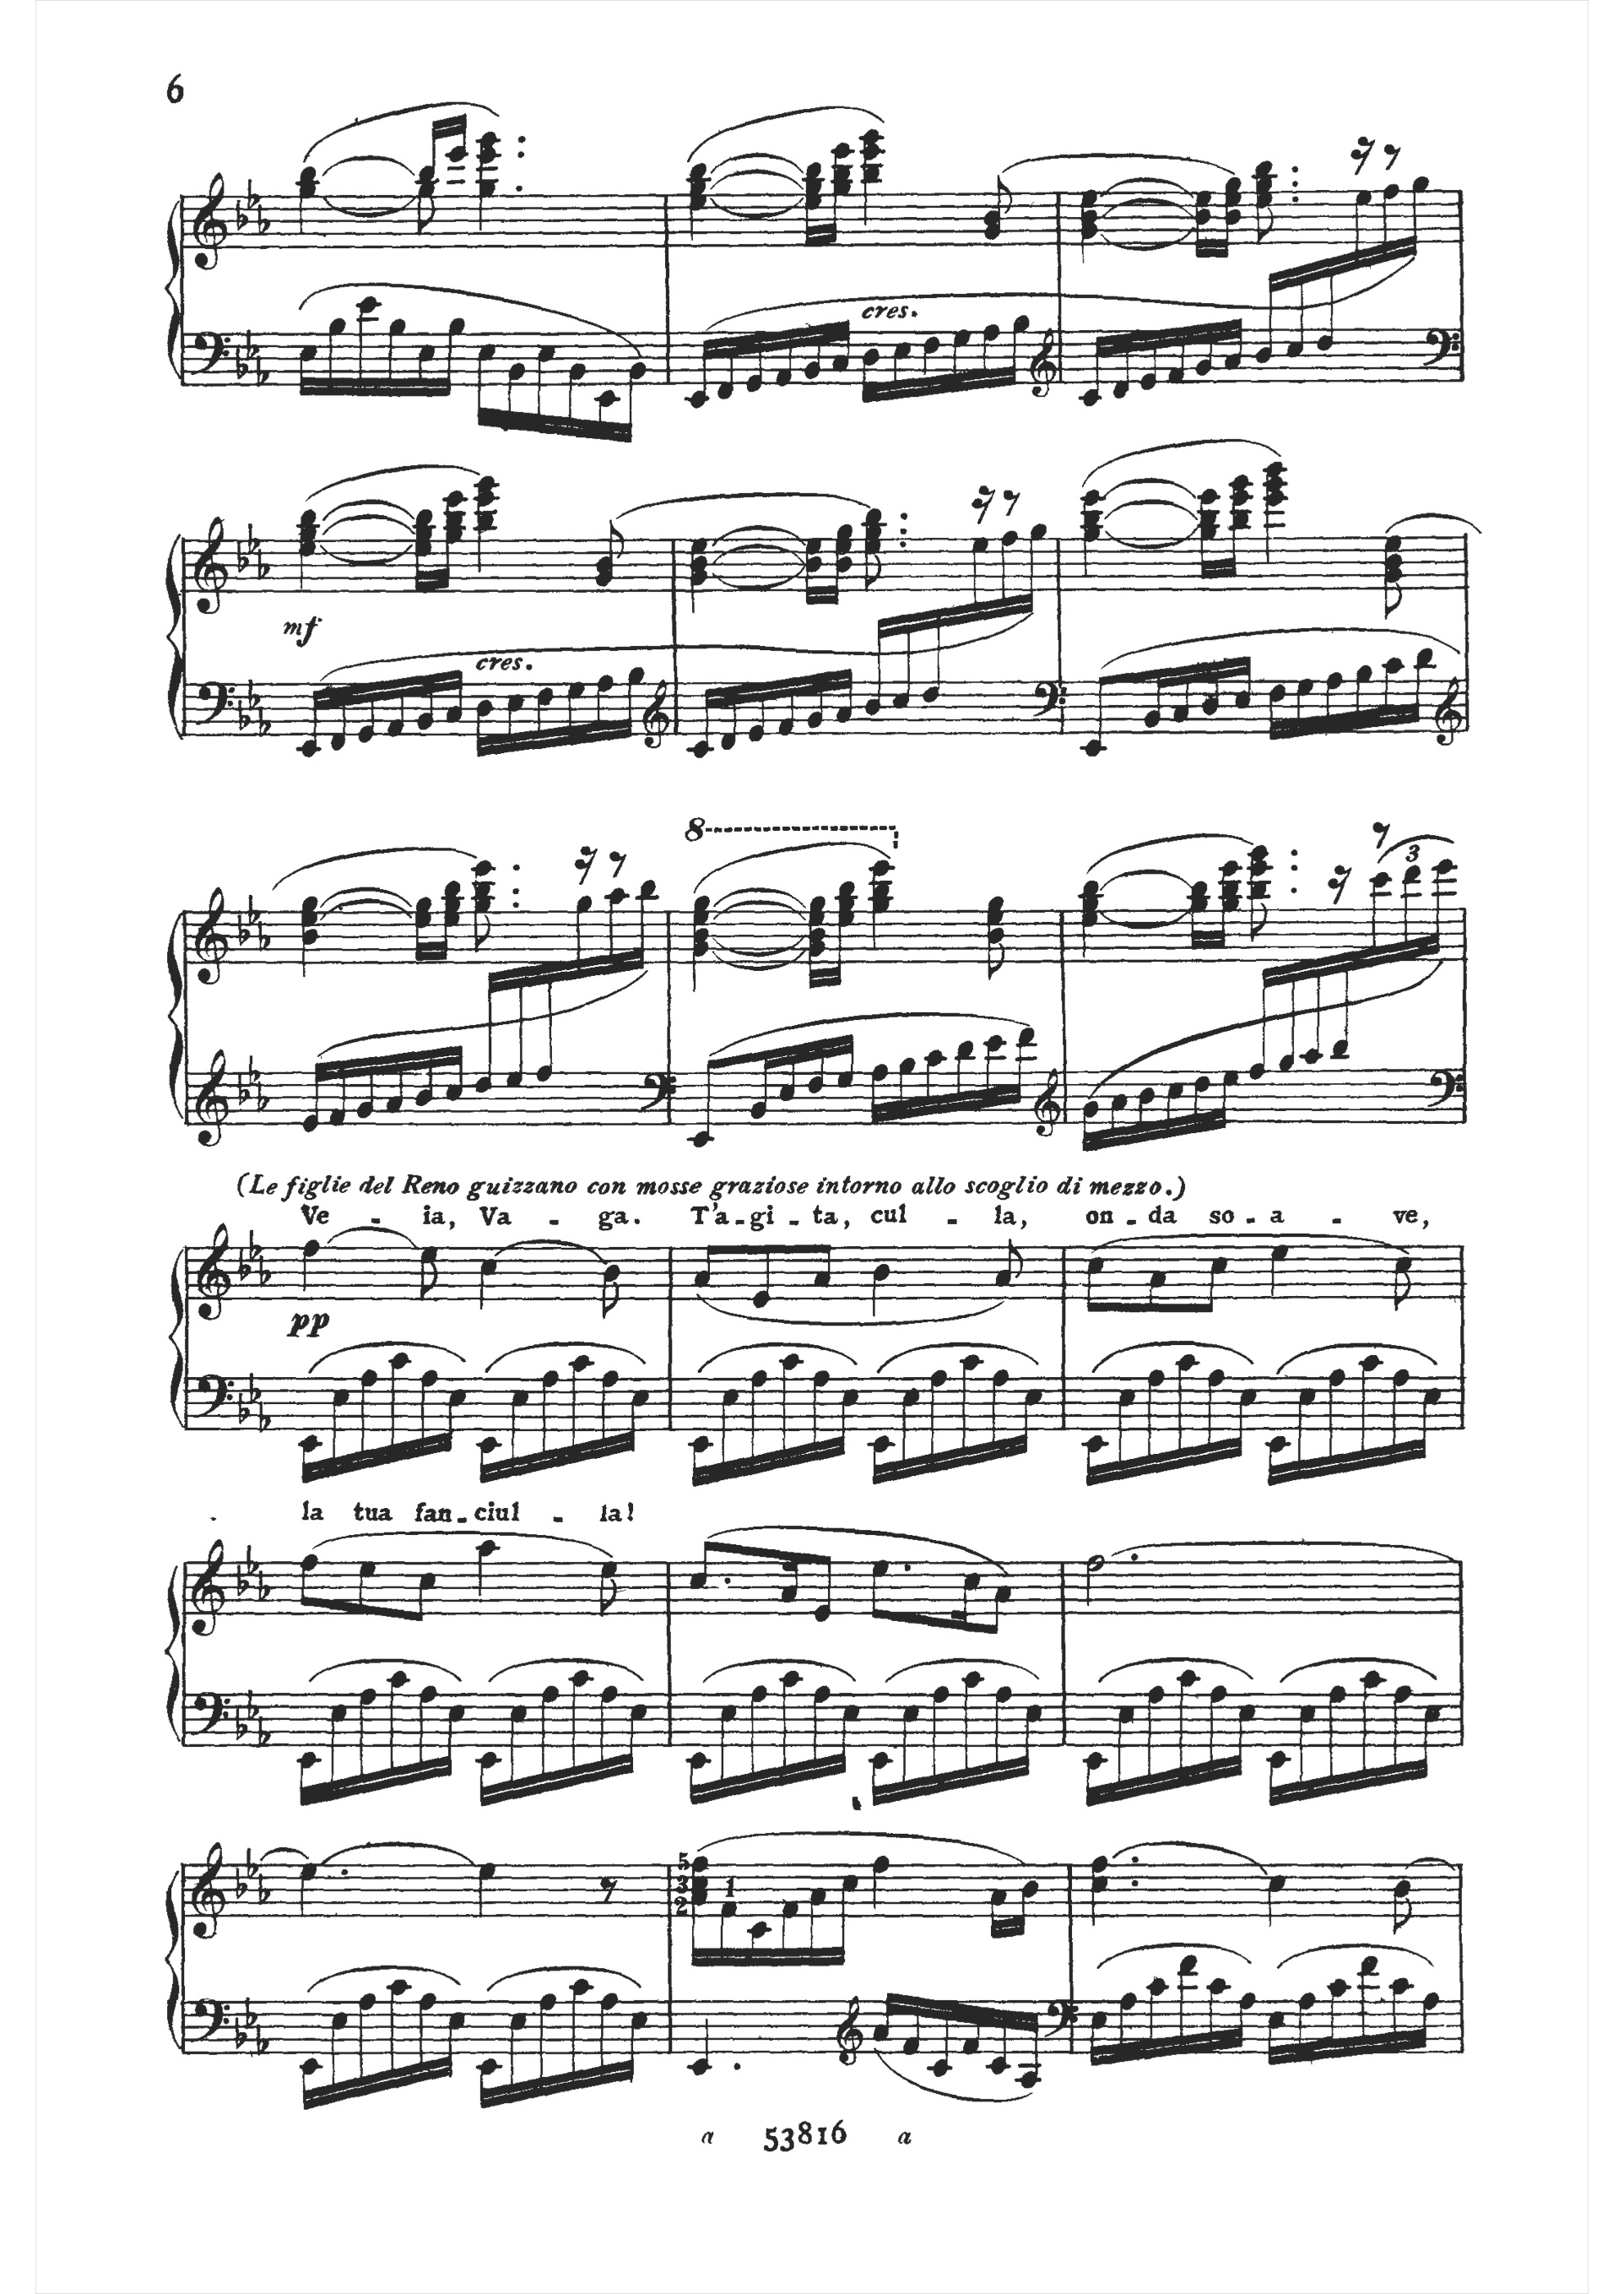 6
cres.
mf
cres.
8
3
(Le figlie del Reno guizzano con mosse graziose intorno allo scoglio di mezzo.)
Ve - ia, Va - ga. T'a-gi-ta, cul - la, on-da so-a - ve,
pp
la tua fan-ciul - la!
5
3 1
2
a 53816 a